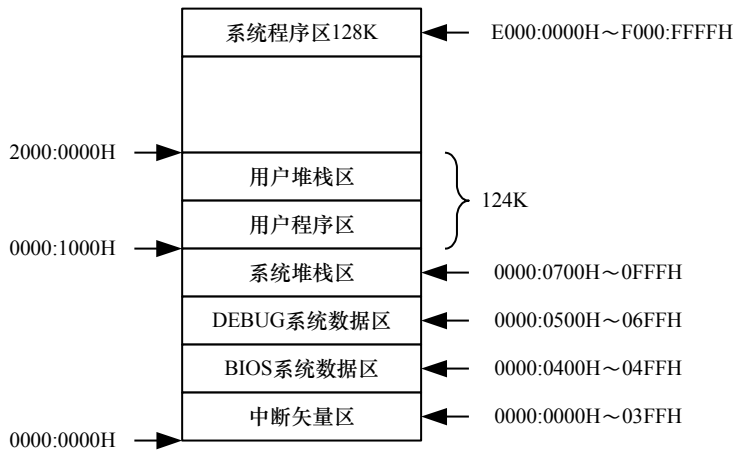 系统程序区128K
E000:0000H～F000:FFFFH
2000:0000H
用户堆栈区
124K
用户程序区
0000:1000H
系统堆栈区
0000:0700H～0FFFH
DEBUG系统数据区
0000:0500H～06FFH
BIOS系统数据区
0000:0400H～04FFH
中断矢量区
0000:0000H～03FFH
0000:0000H